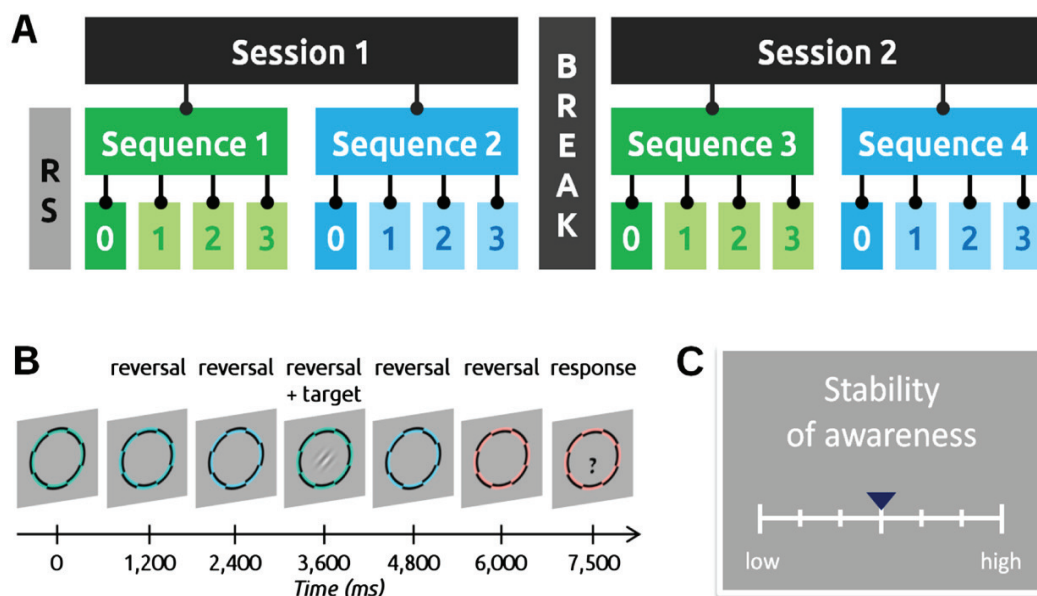 A
Session 1
BREAK
Session 2
RS
Sequence 1
Sequence 2
Sequence 3
Sequence 4
0 1 2 3 0 1 2 3 0 1 2 3 0 1 2 3
B
reversal reversal reversal reversal reversal response
+ target
?
0 1,200 2,400 3,600 4,800 6,000 7,500
Time (ms)
C
Stability
of awareness
low high